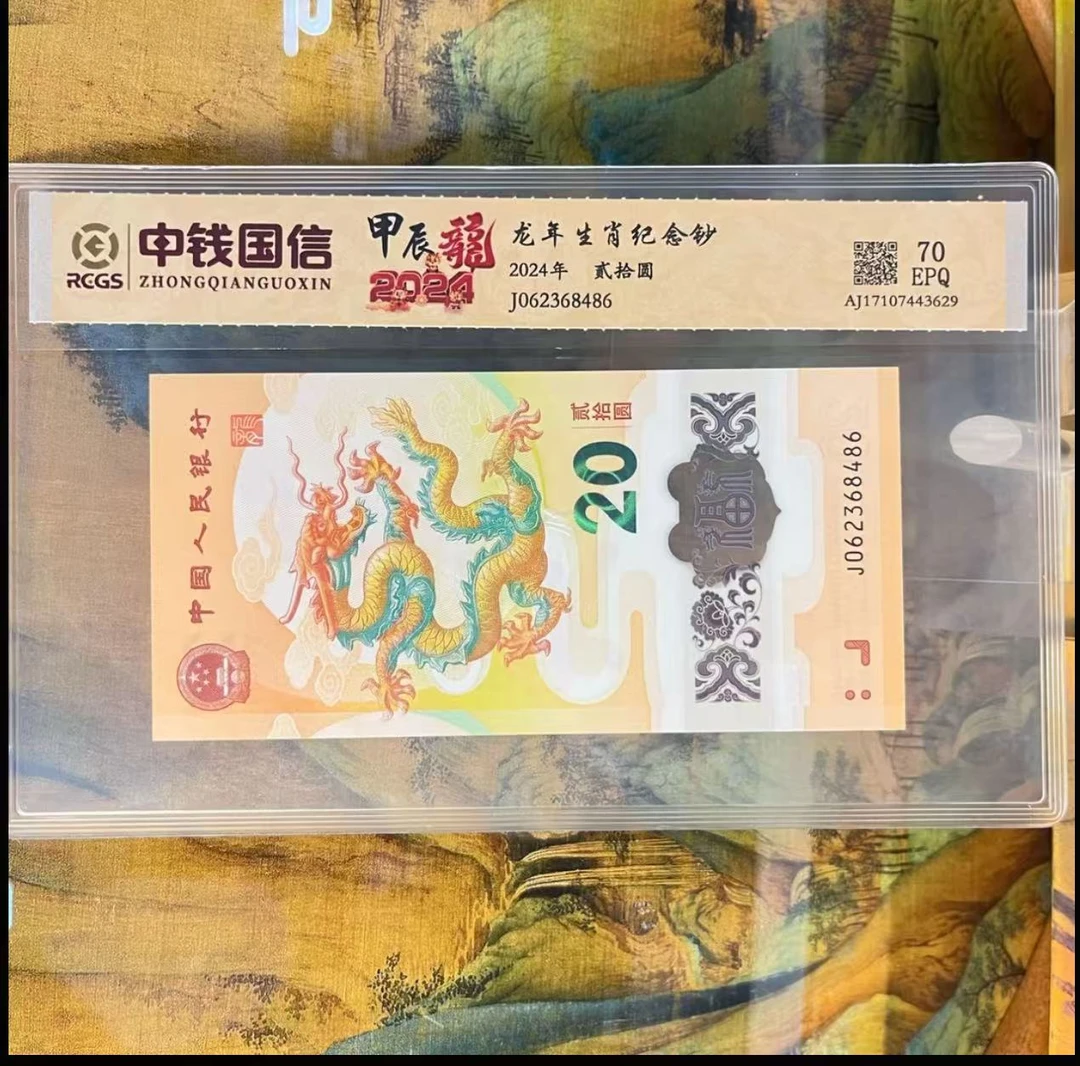 中钱国信
RCGS
ZHONGQIANGUOXIN
甲辰龍
2024
龙年生肖纪念钞
2024年 贰拾圆
J062368486
70
EPQ
AJ17107443629
中国人民银行
贰拾圆
20
福
J062368486